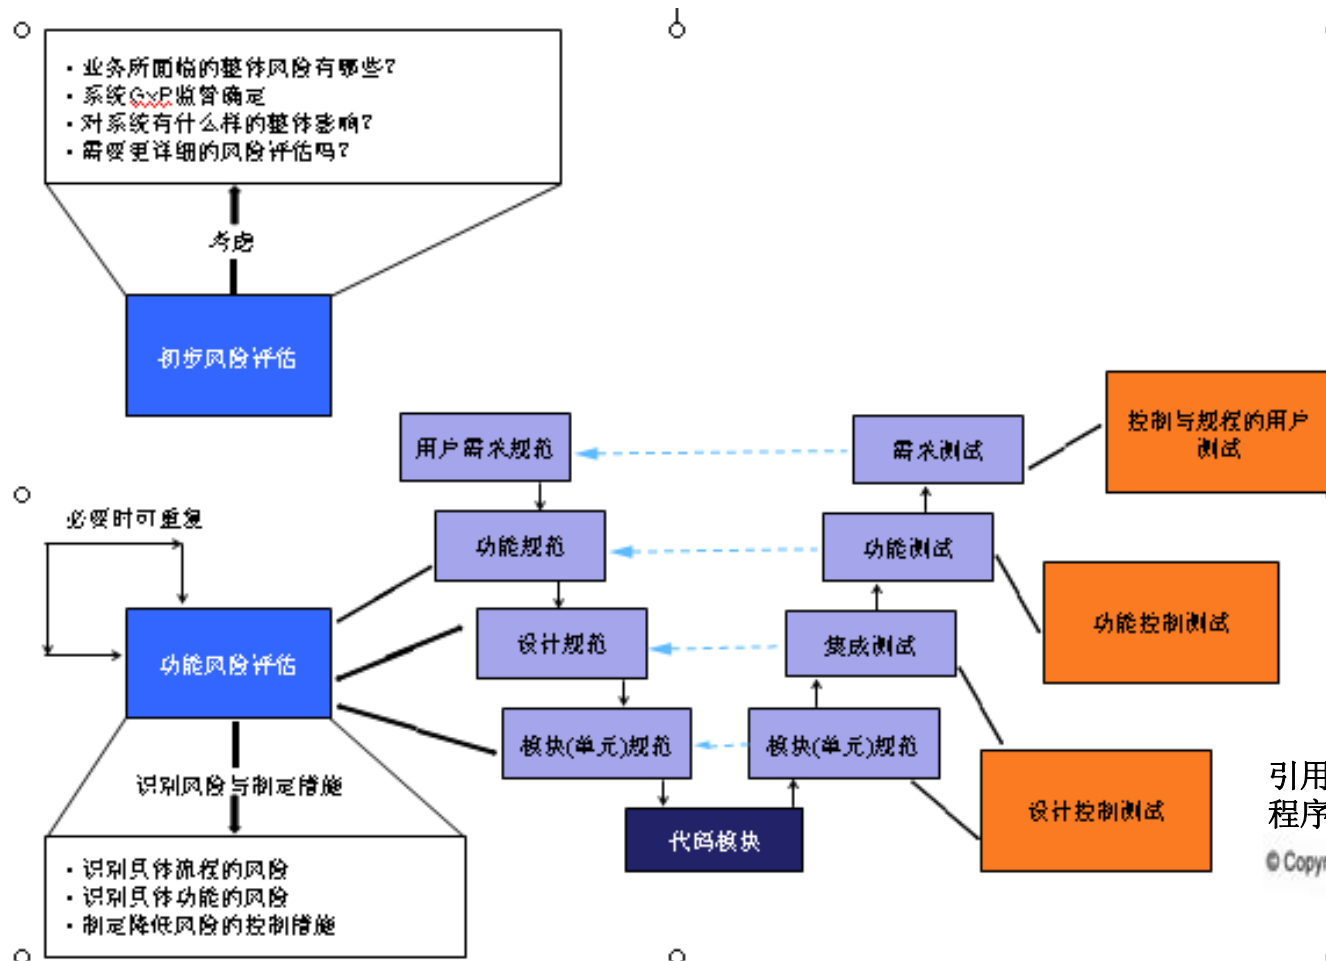 · 业务所面临的整体风险有哪些?
· 系统GxP监管确定
· 对系统有什么样的整体影响?
· 需要更详细的风险评估吗?
考虑
初步风险评估
控制与规程的用户
测试
用户需求规范
需求测试
必要时可重复
功能规范
功能测试
功能控制测试
设计规范
集成测试
功能风险评估
模块(单元)规范
模块(单元)规范
识别风险与制定措施
设计控制测试
引用
程序
代码模块
© Copyr
· 识别具体流程的风险
· 识别具体功能的风险
· 制定降低风险的控制措施